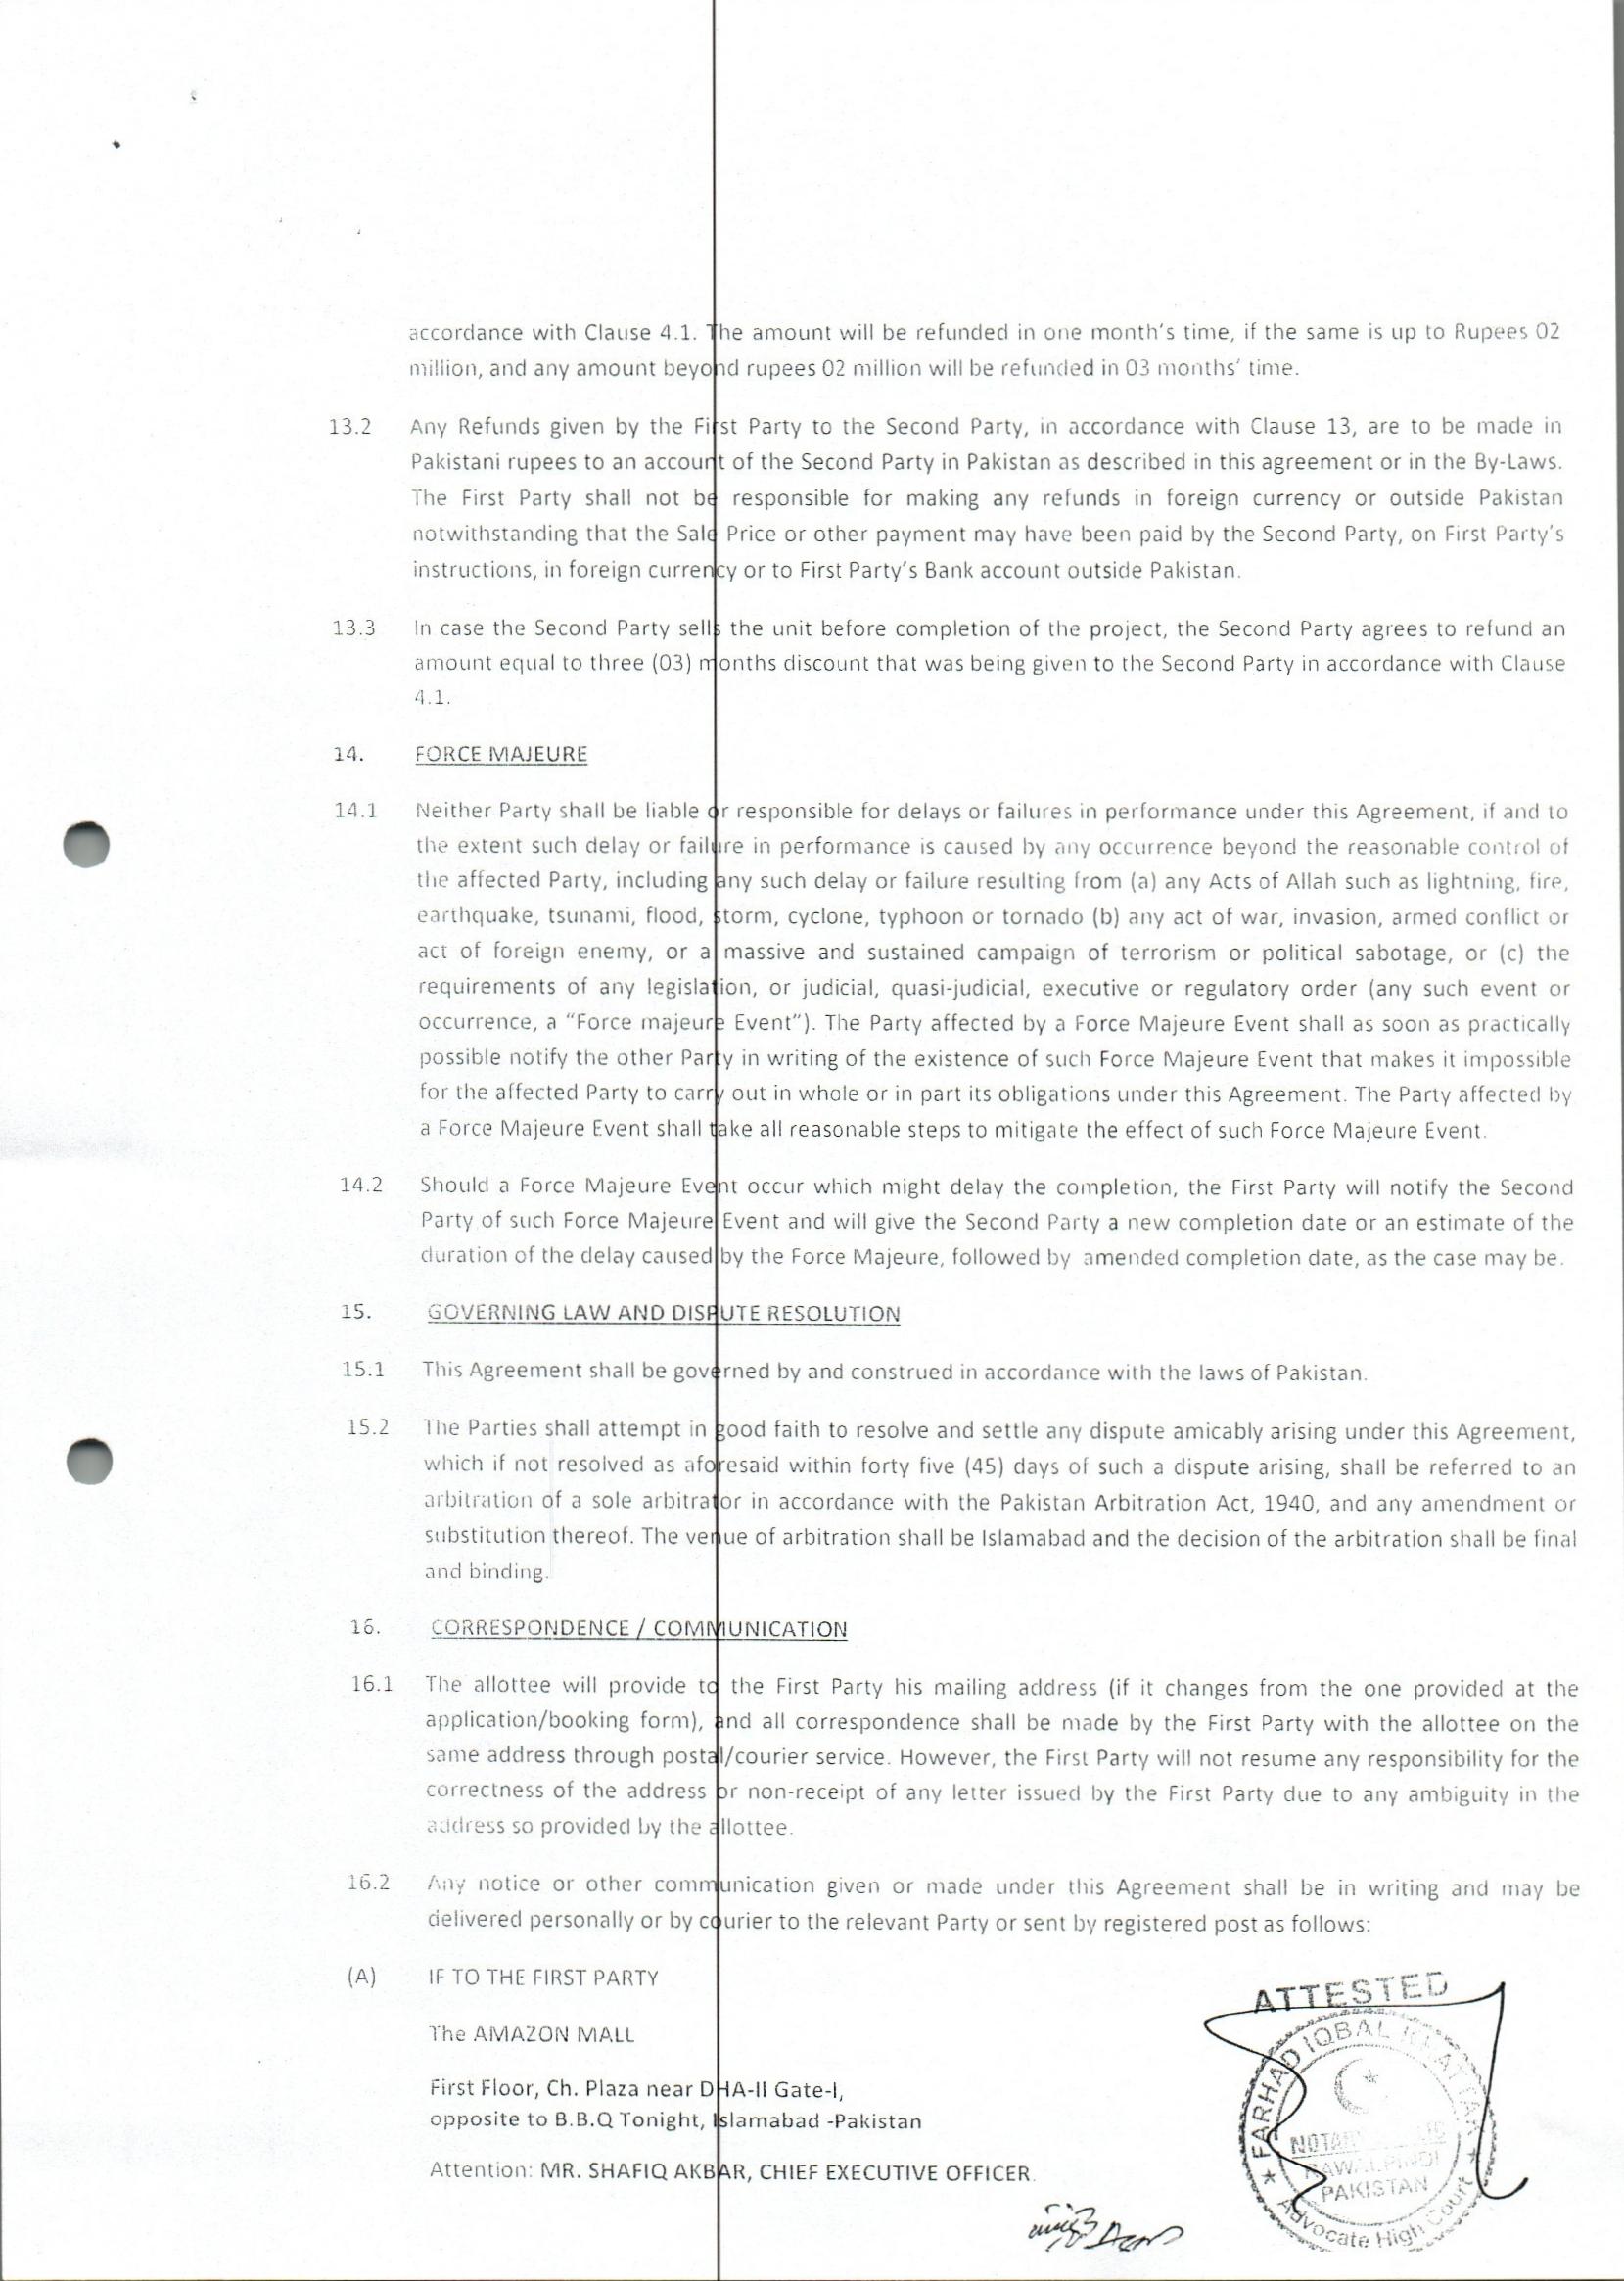 accordance with Clause 4.1. The amount will be refunded in one month's time, if the same is up to Rupees 02
million, and any amount beyond rupees 02 million will be refunded in 03 months' time.
13.2 Any Refunds given by the First Party to the Second Party, in accordance with Clause 13, are to be made in
Pakistani rupees to an account of the Second Party in Pakistan as described in this agreement or in the By-Laws.
The First Party shall not be responsible for making any refunds in foreign currency or outside Pakistan
notwithstanding that the Sale Price or other payment may have been paid by the Second Party, on First Party's
instructions, in foreign currency or to First Party's Bank account outside Pakistan.
13.3 In case the Second Party sells the unit before completion of the project, the Second Party agrees to refund an
amount equal to three (03) months discount that was being given to the Second Party in accordance with Clause
4.1.
14. FORCE MAJEURE
14.1 Neither Party shall be liable or responsible for delays or failures in performance under this Agreement, if and to
the extent such delay or failure in performance is caused by any occurrence beyond the reasonable control of
the affected Party, including any such delay or failure resulting from (a) any Acts of Allah such as lightning, fire,
earthquake, tsunami, flood, storm, cyclone, typhoon or tornado (b) any act of war, invasion, armed conflict or
act of foreign enemy, or a massive and sustained campaign of terrorism or political sabotage, or (c) the
requirements of any legislation, or judicial, quasi-judicial, executive or regulatory order (any such event or
occurrence, a “Force majeure Event”). The Party affected by a Force Majeure Event shall as soon as practically
possible notify the other Party in writing of the existence of such Force Majeure Event that makes it impossible
for the affected Party to carry out in whole or in part its obligations under this Agreement. The Party affected by
a Force Majeure Event shall take all reasonable steps to mitigate the effect of such Force Majeure Event.
14.2 Should a Force Majeure Event occur which might delay the completion, the First Party will notify the Second
Party of such Force Majeure Event and will give the Second Party a new completion date or an estimate of the
duration of the delay caused by the Force Majeure, followed by amended completion date, as the case may be.
15. GOVERNING LAW AND DISPUTE RESOLUTION
15.1 This Agreement shall be governed by and construed in accordance with the laws of Pakistan.
15.2 The Parties shall attempt in good faith to resolve and settle any dispute amicably arising under this Agreement,
which if not resolved as aforesaid within forty five (45) days of such a dispute arising, shall be referred to an
arbitration of a sole arbitrator in accordance with the Pakistan Arbitration Act, 1940, and any amendment or
substitution thereof. The venue of arbitration shall be Islamabad and the decision of the arbitration shall be final
and binding.
16. CORRESPONDENCE / COMMUNICATION
16.1 The allottee will provide to the First Party his mailing address (if it changes from the one provided at the
application/booking form), and all correspondence shall be made by the First Party with the allottee on the
same address through postal/courier service. However, the First Party will not resume any responsibility for the
correctness of the address or non-receipt of any letter issued by the First Party due to any ambiguity in the
address so provided by the allottee.
16.2 Any notice or other communication given or made under this Agreement shall be in writing and may be
delivered personally or by courier to the relevant Party or sent by registered post as follows:
(A) IF TO THE FIRST PARTY
The AMAZON MALL
First Floor, Ch. Plaza near DHA-II Gate-I,
opposite to B.B.Q Tonight, Islamabad -Pakistan
Attention: MR. SHAFIQ AKBAR, CHIEF EXECUTIVE OFFICER.
ATTESTED
FARHAD IQBAL KHATTAK
RAWALPINDI
PAKISTAN
Advocate High Court